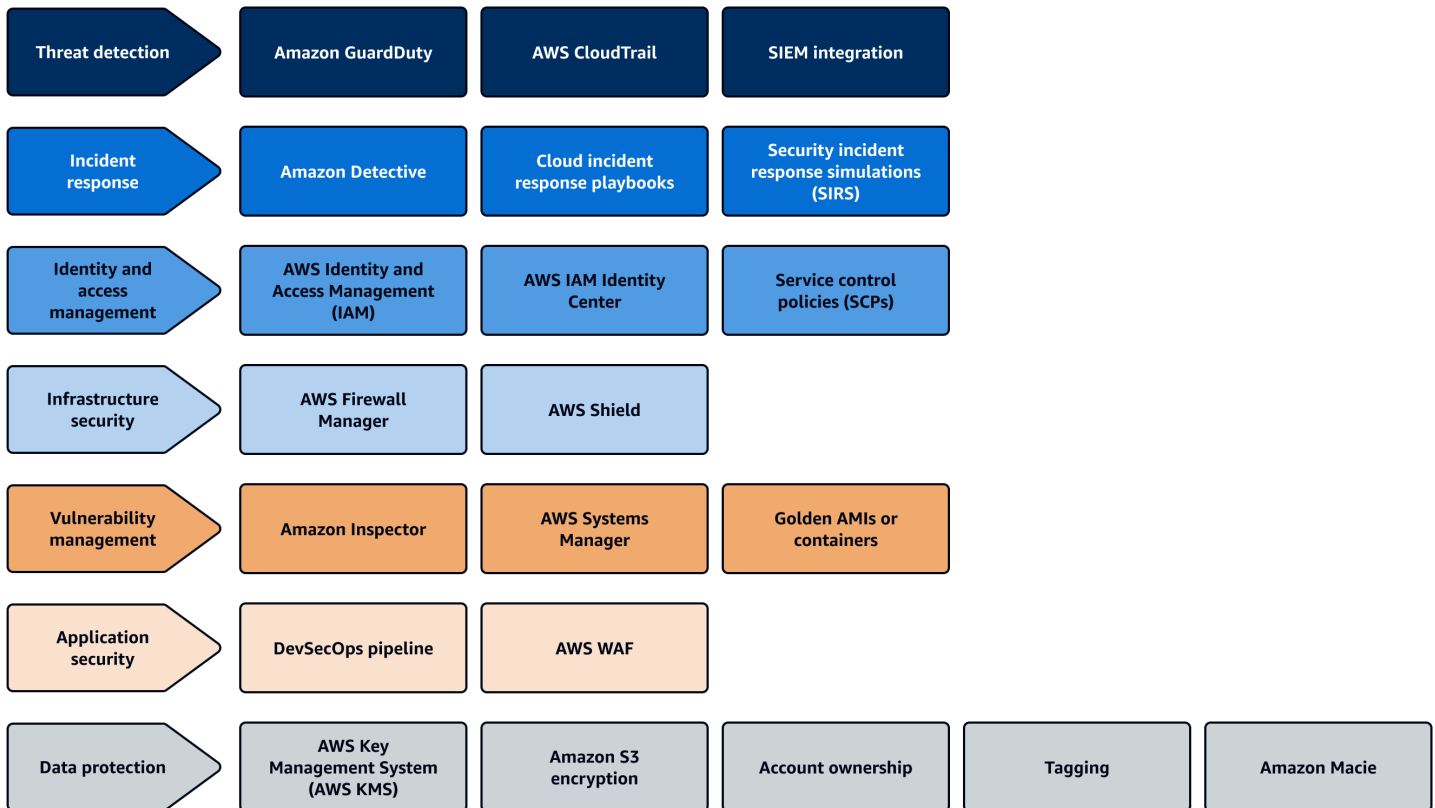 Threat detection
Amazon GuardDuty
AWS CloudTrail
SIEM integration
Incident
response
Amazon Detective
Cloud incident
response playbooks
Security incident
response simulations
(SIRS)
Identity and
access
management
AWS Identity and
Access Management
(IAM)
AWS IAM Identity
Center
Service control
policies (SCPs)
Infrastructure
security
AWS Firewall
Manager
AWS Shield
Vulnerability
management
Amazon Inspector
AWS Systems
Manager
Golden AMIs or
containers
Application
security
DevSecOps pipeline
AWS WAF
Data protection
AWS Key
Management System
(AWS KMS)
Amazon S3
encryption
Account ownership
Tagging
Amazon Macie